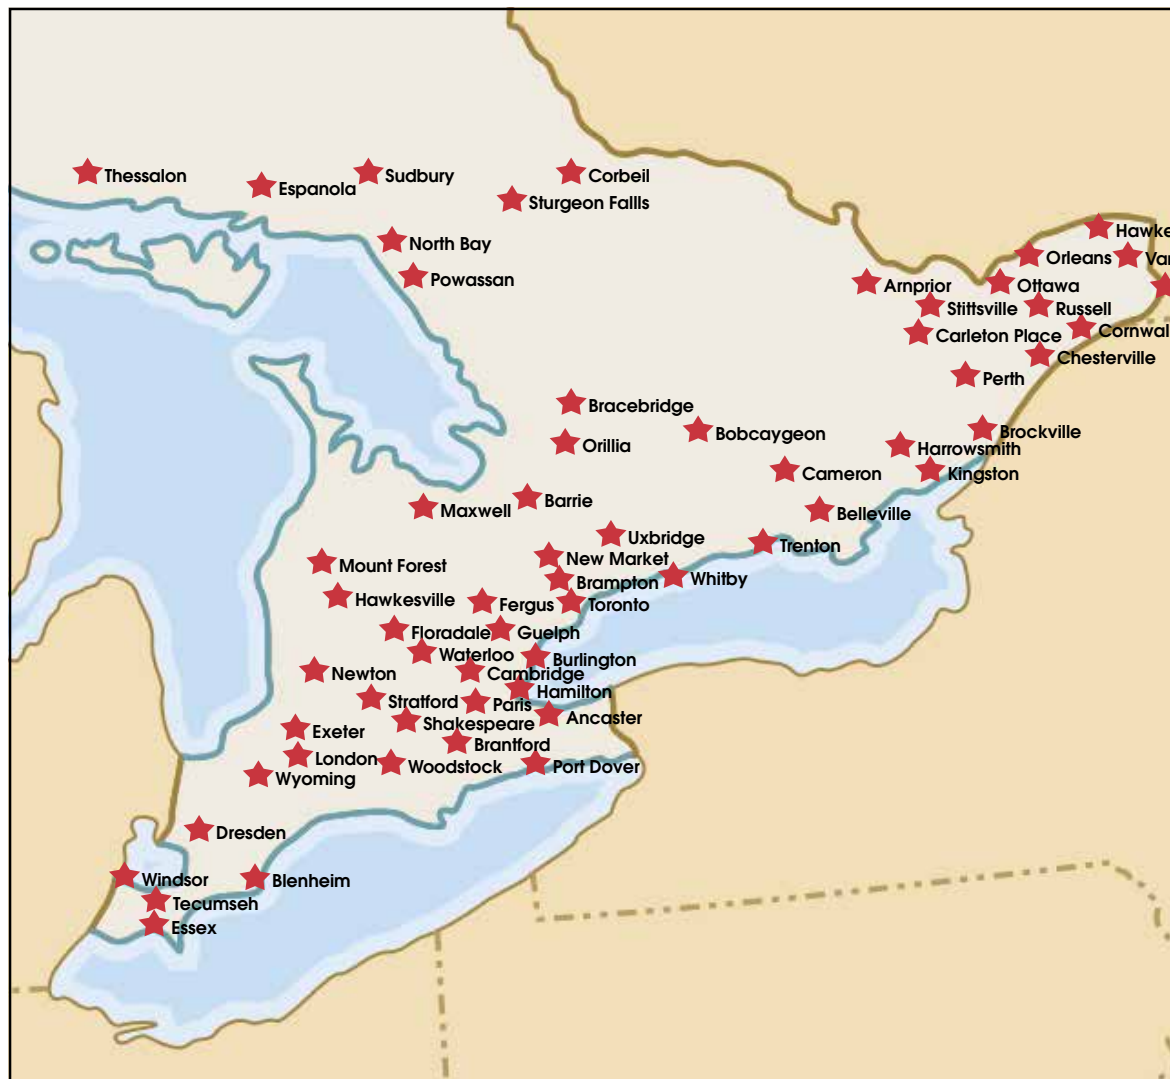 Thessalon
Espanola
Sudbury
Corbeil
Sturgeon Fallls
North Bay
Powassan
Hawke
Orleans
Van
Arnprior
Ottawa
Stittsville
Russell
Carleton Place
Cornwal
Chesterville
Perth
Bracebridge
Bobcaygeon
Orillia
Brockville
Harrowsmith
Cameron
Kingston
Maxwell
Barrie
Belleville
Uxbridge
Trenton
New Market
Mount Forest
Brampton
Whitby
Hawkesville
Fergus
Toronto
Floradale
Guelph
Waterloo
Burlington
Newton
Cambridge
Hamilton
Stratford
Paris
Shakespeare
Ancaster
Exeter
Brantford
London
Woodstock
Port Dover
Wyoming
Dresden
Windsor
Blenheim
Tecumseh
Essex